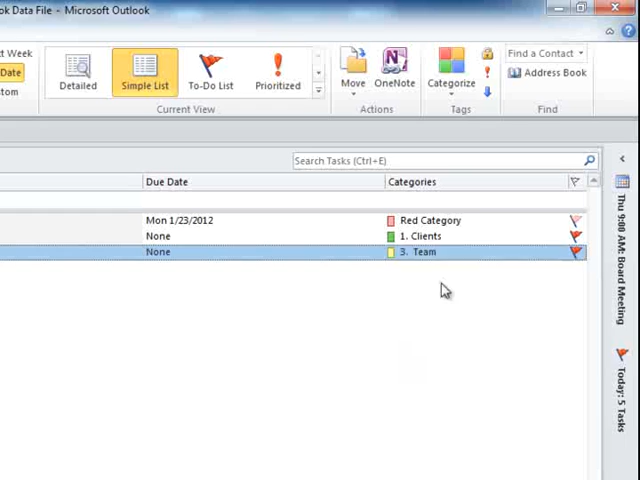 ok Data File - Microsoft Outlook
Week
Date
Detailed
Simple List
To-Do List
Prioritized
Current View
Move
OneNote
Actions
Categorize
Tags
Find a Contact
Address Book
Find
Search Tasks (Ctrl+E)
Due Date Categories
Mon 1/23/2012 Red Category
None 1. Clients
None 3. Team
Thu 9:00 AM: Board Meeting
Today: 5 Tasks